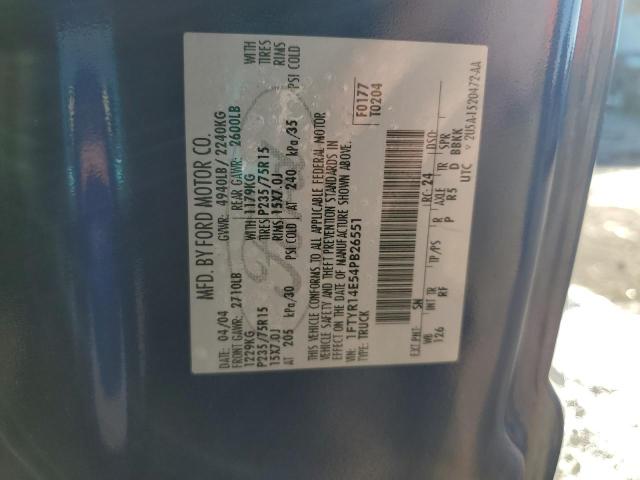 MFD. BY FORD MOTOR CO.
DATE: 04/04 GVWR: 4940LB/ 2240KG
FRONT GAWR: 2710LB REAR GAWR: 2600LB
1229KG WITH 1179KG WITH
P235/75R15 TIRES P235/75R15 TIRES
15X7.0J RIMS 15X7.0J RIMS
AT 205 kPa/30 PSI COLD AT 240 kPa/35 PSI COLD
THIS VEHICLE CONFORMS TO ALL APPLICABLE FEDERAL MOTOR
VEHICLE SAFETY AND THEFT PREVENTION STANDARDS IN
EFFECT ON THE DATE OF MANUFACTURE SHOWN ABOVE.
VIN: 1FTYR14E54PB26551
TYPE: TRUCK
F0177
T0204
EXT PNT: SN RC: 24 DSO:
WB INT TR TP/PS R AXLE TR SPR
126 RF P R5 D BBKK
UTC
▽ 2U5A-1520472-AA